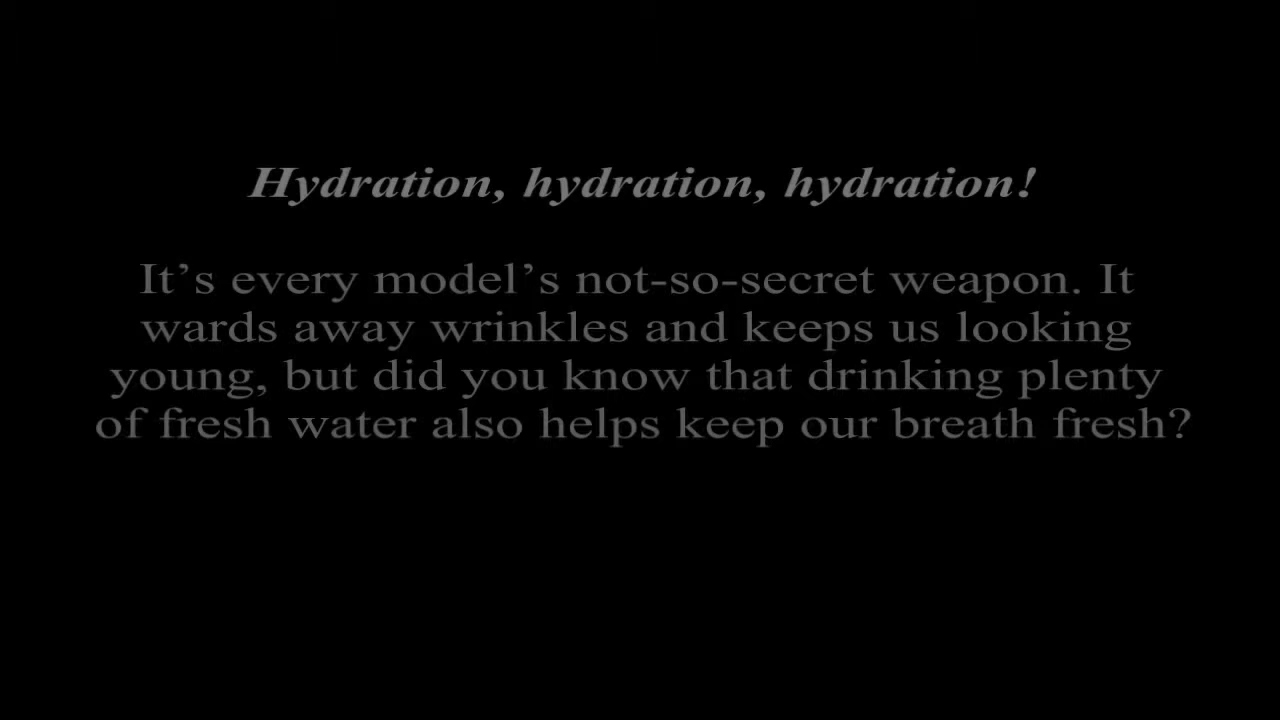 Hydration, hydration, hydration!
It’s every model’s not-so-secret weapon. It
wards away wrinkles and keeps us looking
young, but did you know that drinking plenty
of fresh water also helps keep our breath fresh?